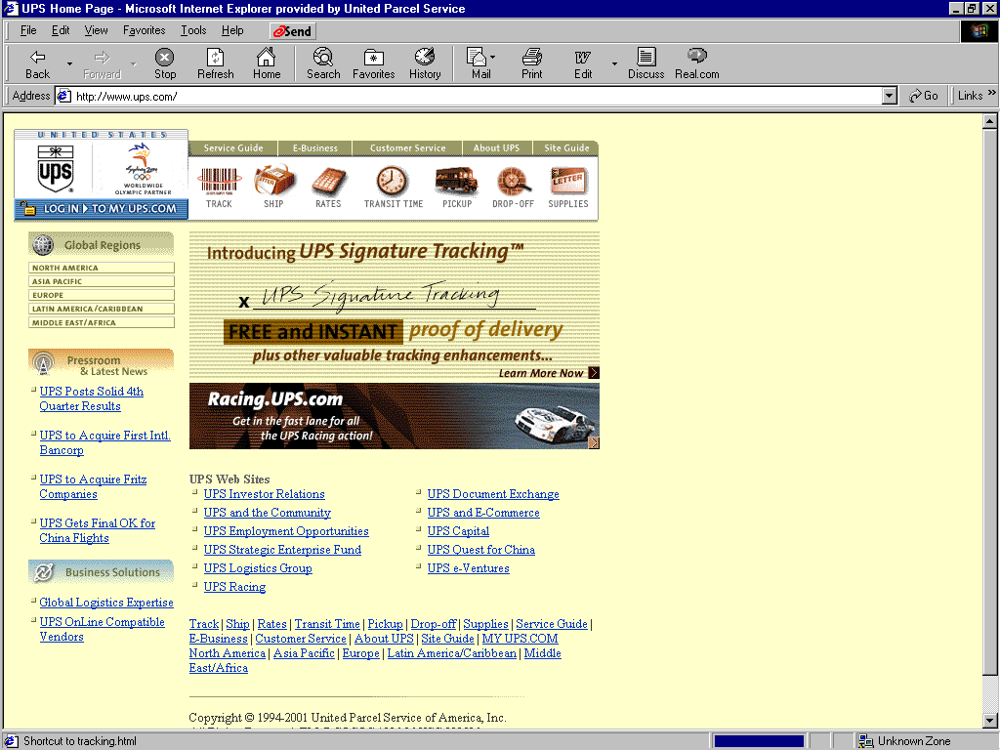 UPS Home Page - Microsoft Internet Explorer provided by United Parcel Service
File Edit View Favorites Tools Help eSend
Back Forward Stop Refresh Home Search Favorites History Mail Print Edit Discuss Real.com
Address http://www.ups.com/ Go Links »
UNITED STATES
Service Guide E-Business Customer Service About UPS Site Guide
ups
Sydney 2000
WORLDWIDE
OLYMPIC PARTNER
LETTER LETTER
TRACK SHIP RATES TRANSIT TIME PICKUP DROP-OFF SUPPLIES
LOG IN TO MY UPS.COM
Global Regions
NORTH AMERICA
ASIA PACIFIC
EUROPE
LATIN AMERICA/CARIBBEAN
MIDDLE EAST/AFRICA
Pressroom
& Latest News
UPS Posts Solid 4th
Quarter Results
UPS to Acquire First Intl.
Bancorp
UPS to Acquire Fritz
Companies
UPS Gets Final OK for
China Flights
Business Solutions
Global Logistics Expertise
UPS OnLine Compatible
Vendors
Introducing UPS Signature Tracking™
x UPS Signature Tracking
FREE and INSTANT proof of delivery
plus other valuable tracking enhancements...
Learn More Now
Racing.UPS.com
Get in the fast lane for all
the UPS Racing action!
UPS Web Sites
UPS Investor Relations
UPS and the Community
UPS Employment Opportunities
UPS Strategic Enterprise Fund
UPS Logistics Group
UPS Racing
UPS Document Exchange
UPS and E-Commerce
UPS Capital
UPS Quest for China
UPS e-Ventures
Track | Ship | Rates | Transit Time | Pickup | Drop-off | Supplies | Service Guide |
E-Business | Customer Service | About UPS | Site Guide | MY UPS.COM
North America | Asia Pacific | Europe | Latin America/Caribbean | Middle
East/Africa
Copyright © 1994-2001 United Parcel Service of America, Inc.
Shortcut to tracking.html Unknown Zone